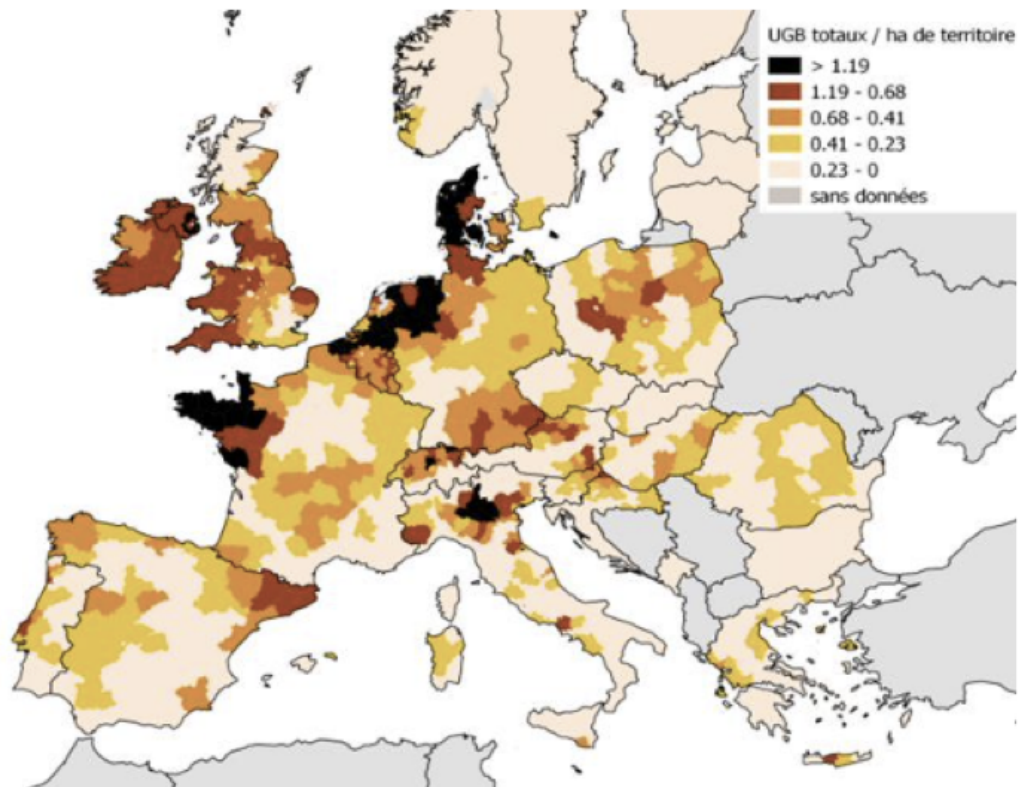 UGB totaux / ha de territoire
> 1.19
1.19 - 0.68
0.68 - 0.41
0.41 - 0.23
0.23 - 0
sans données